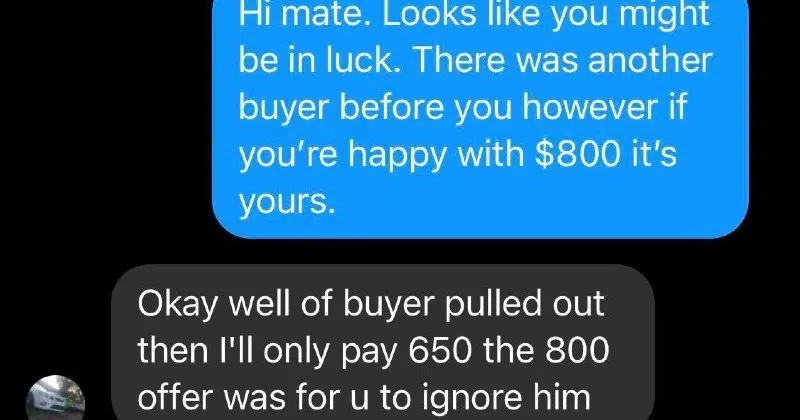 Hi mate. Looks like you might
be in luck. There was another
buyer before you however if
you're happy with $800 it's
yours.
Okay well of buyer pulled out
then I'll only pay 650 the 800
offer was for u to ignore him